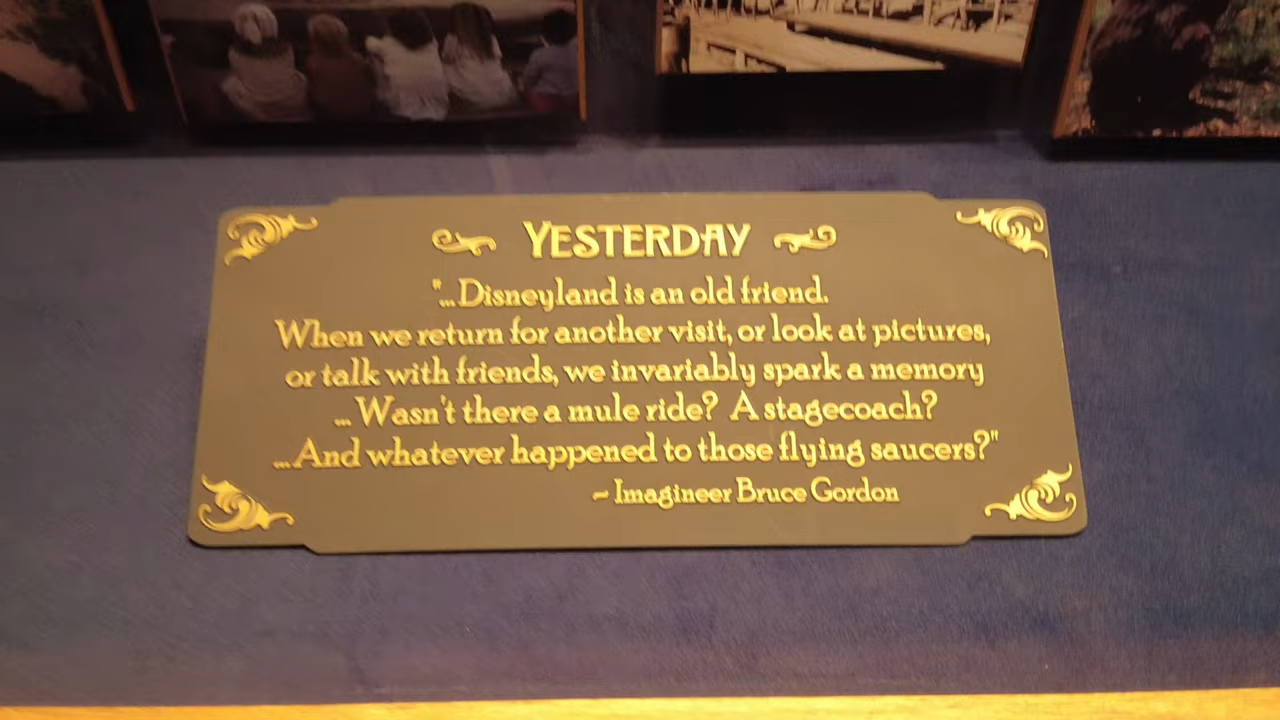 YESTERDAY
"...Disneyland is an old friend.
When we return for another visit, or look at pictures,
or talk with friends, we invariably spark a memory
...Wasn't there a mule ride? A stagecoach?
...And whatever happened to those flying saucers?"
~ Imagineer Bruce Gordon